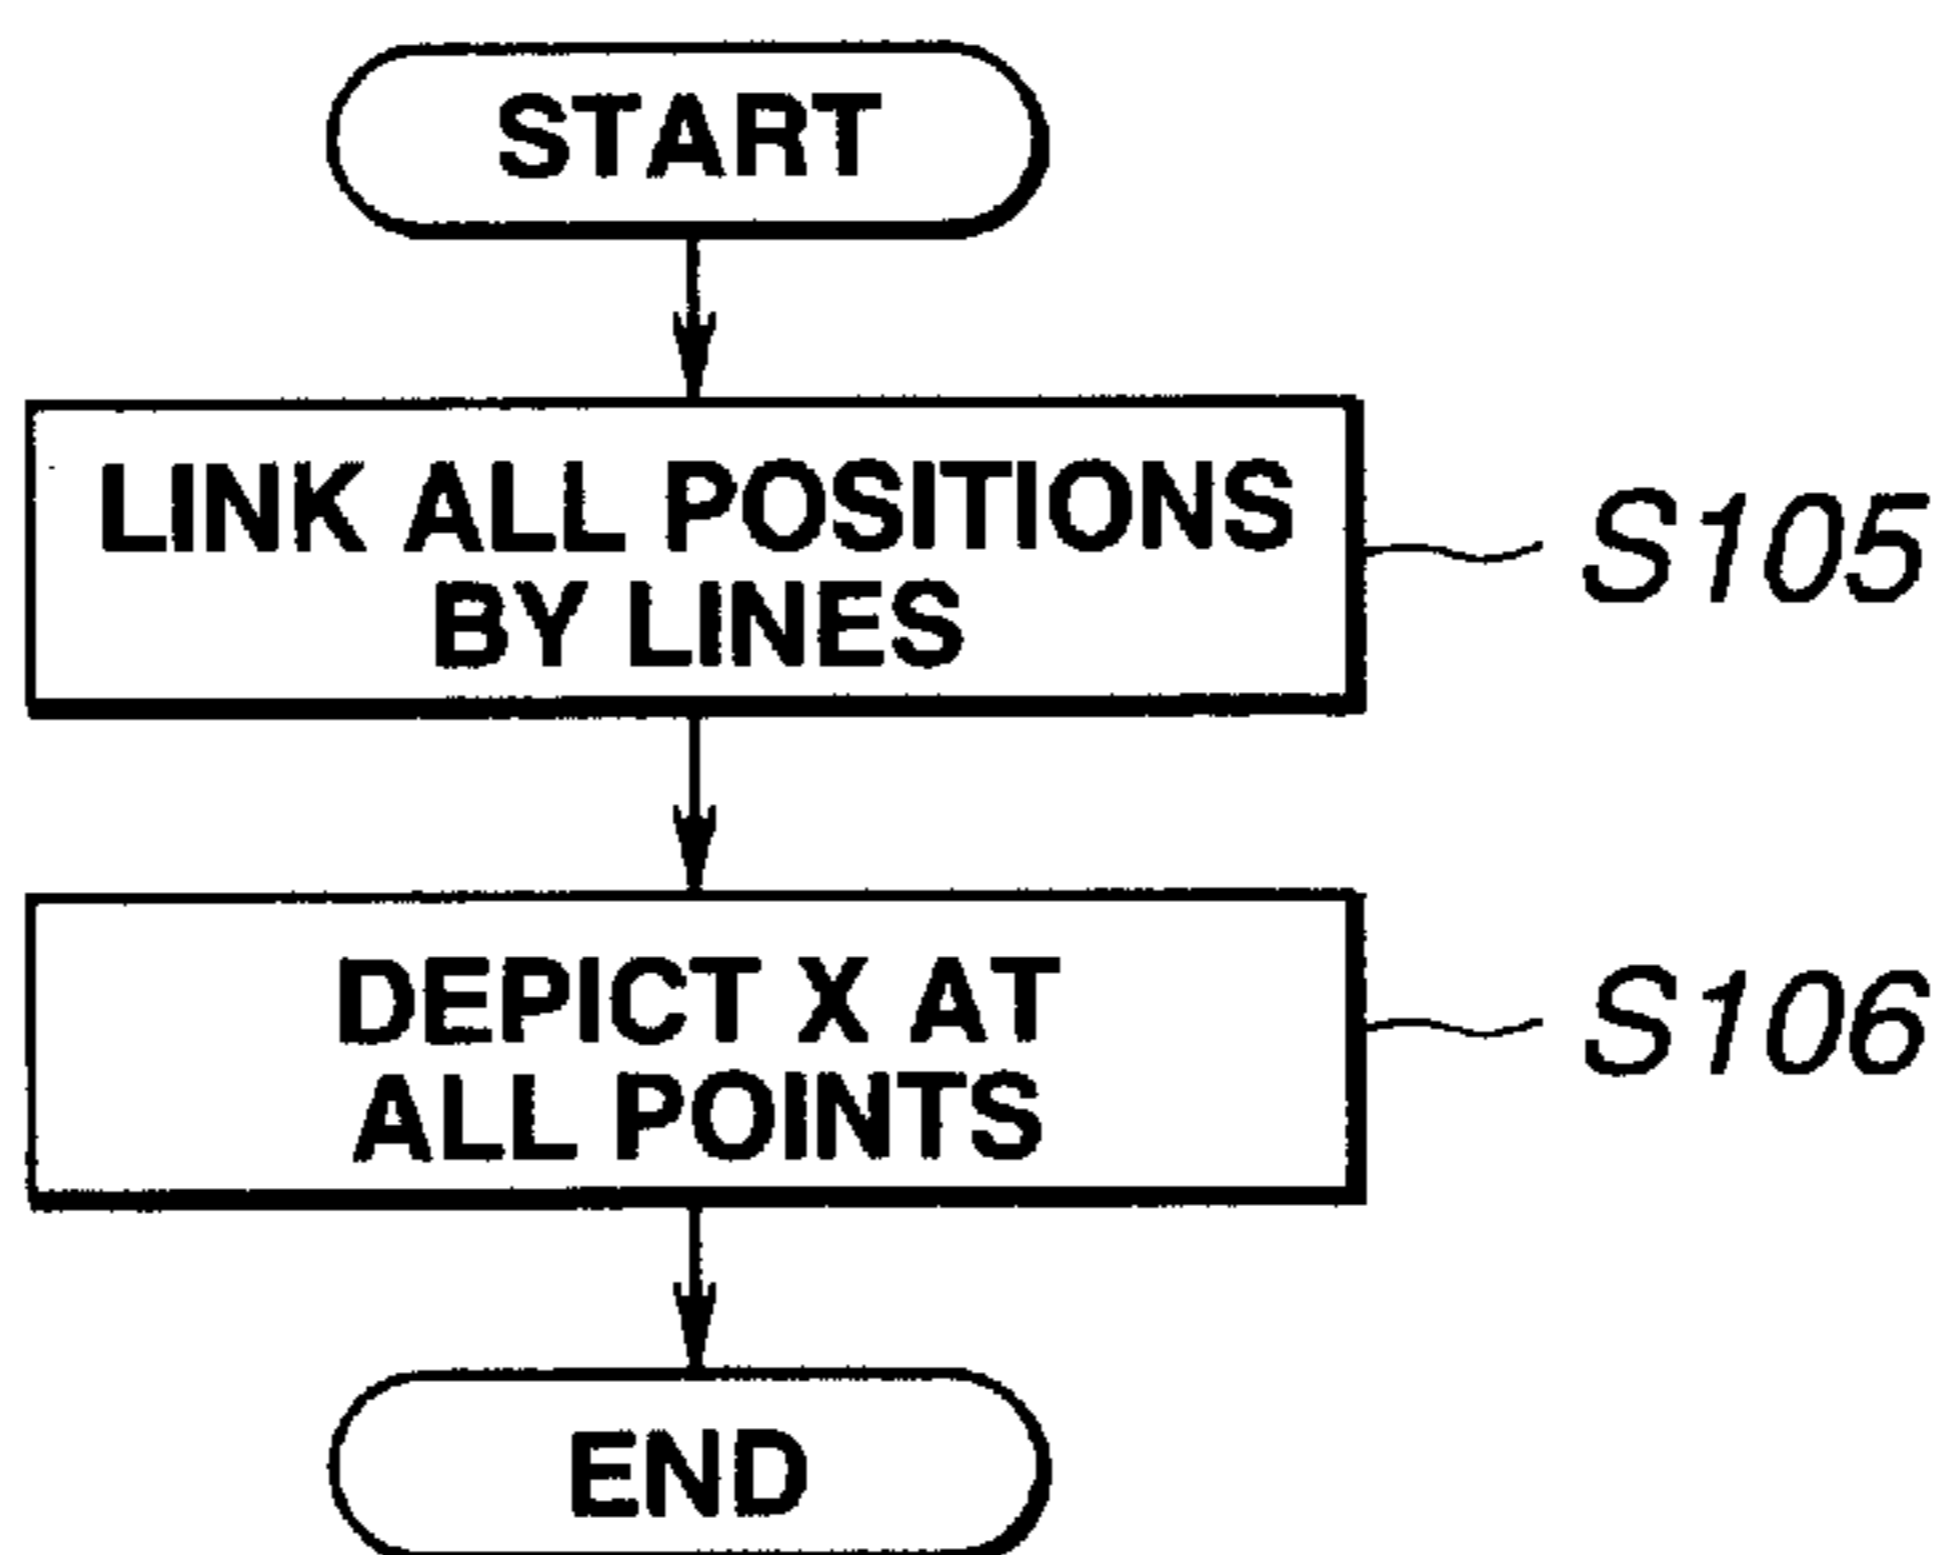 START
LINK ALL POSITIONS
BY LINES
S105
DEPICT X AT
ALL POINTS
S106
END